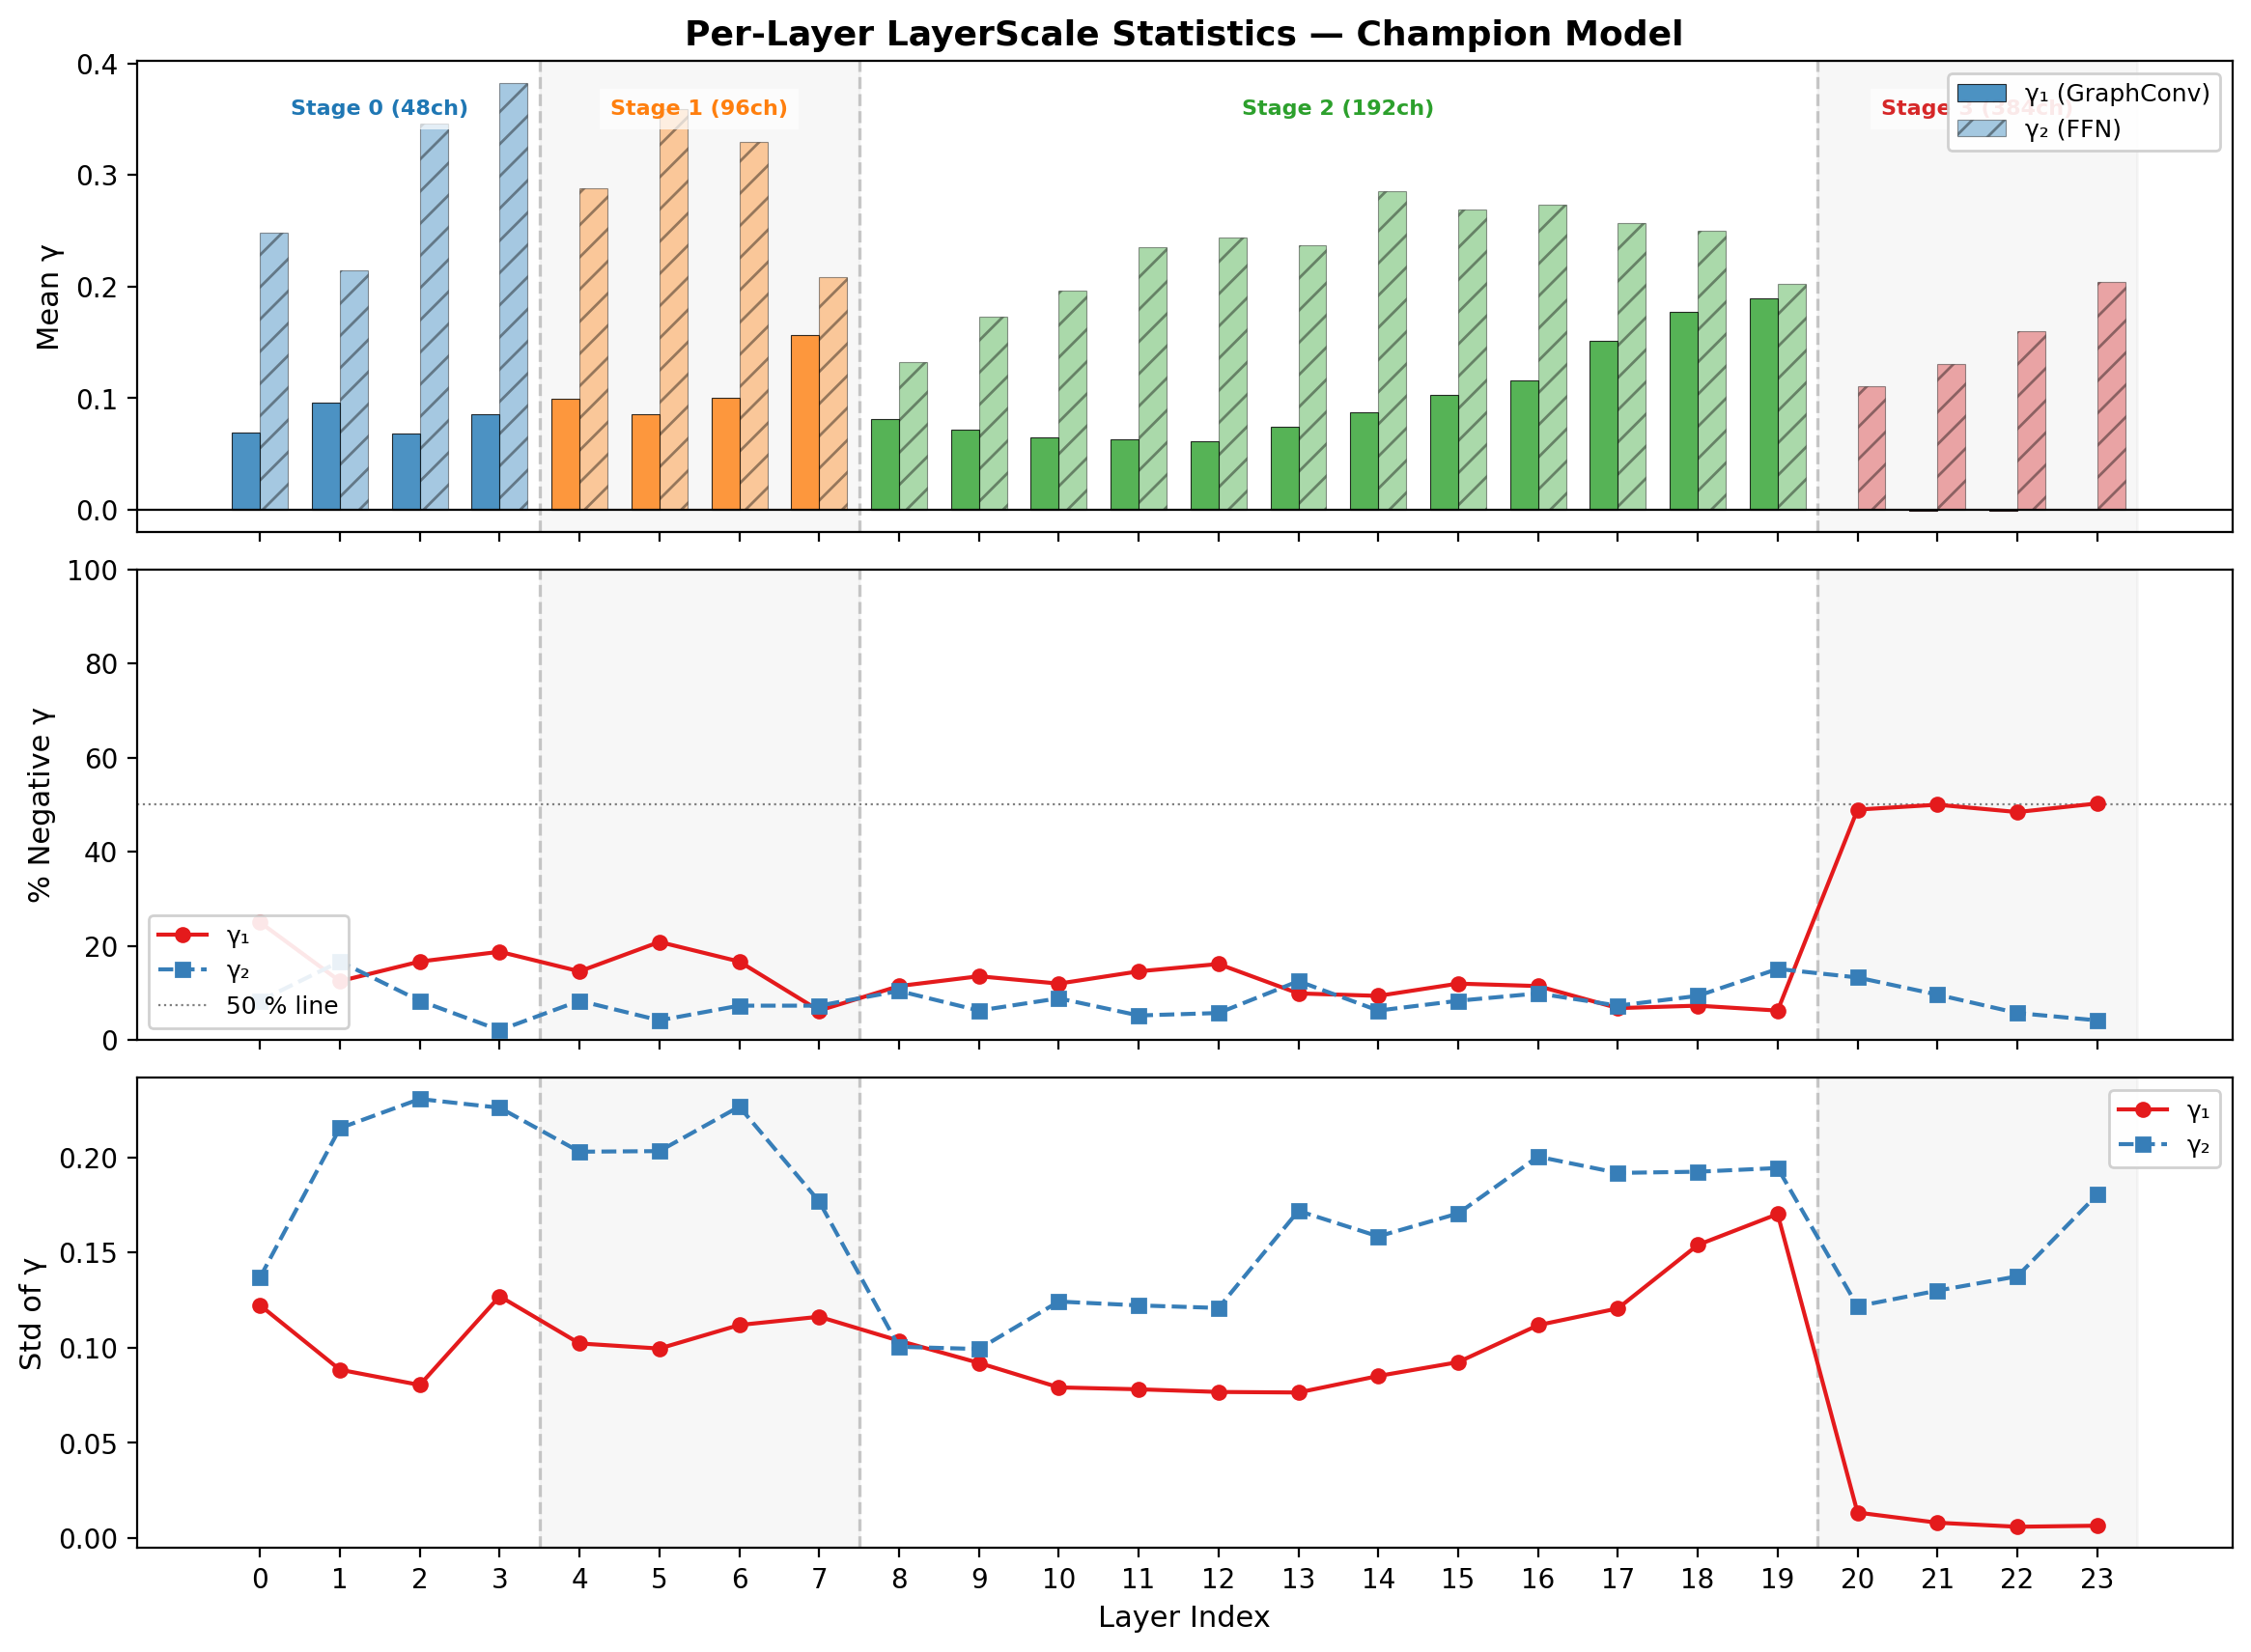 Per-Layer LayerScale Statistics — Champion Model
Mean γ
0.4
0.3
0.2
0.1
0.0
Stage 0 (48ch)
Stage 1 (96ch)
Stage 2 (192ch)
Stage 3 (384ch)
γ₁ (GraphConv)
γ₂ (FFN)
% Negative γ
100
80
60
40
20
0
γ₁
γ₂
50 % line
Std of γ
0.20
0.15
0.10
0.05
0.00
γ₁
γ₂
0 1 2 3 4 5 6 7 8 9 10 11 12 13 14 15 16 17 18 19 20 21 22 23
Layer Index